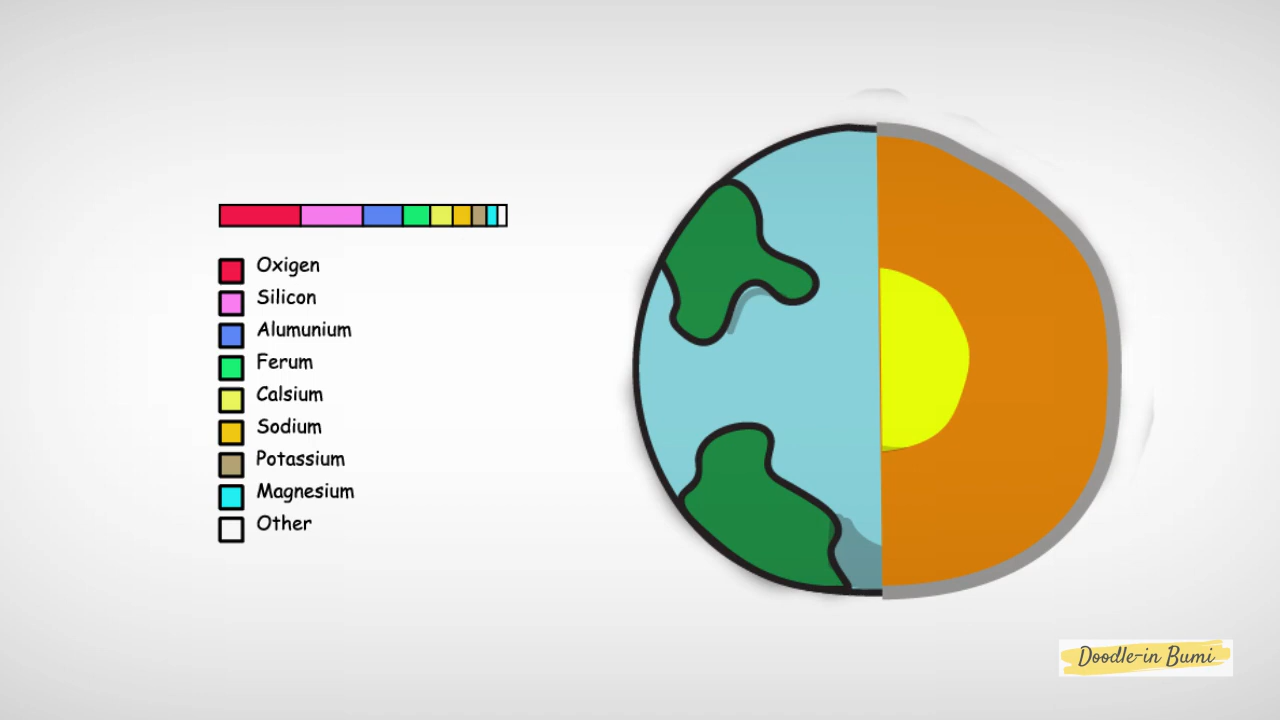 Oxigen
Silicon
Alumunium
Ferum
Calsium
Sodium
Potassium
Magnesium
Other
Doodle-in Bumi